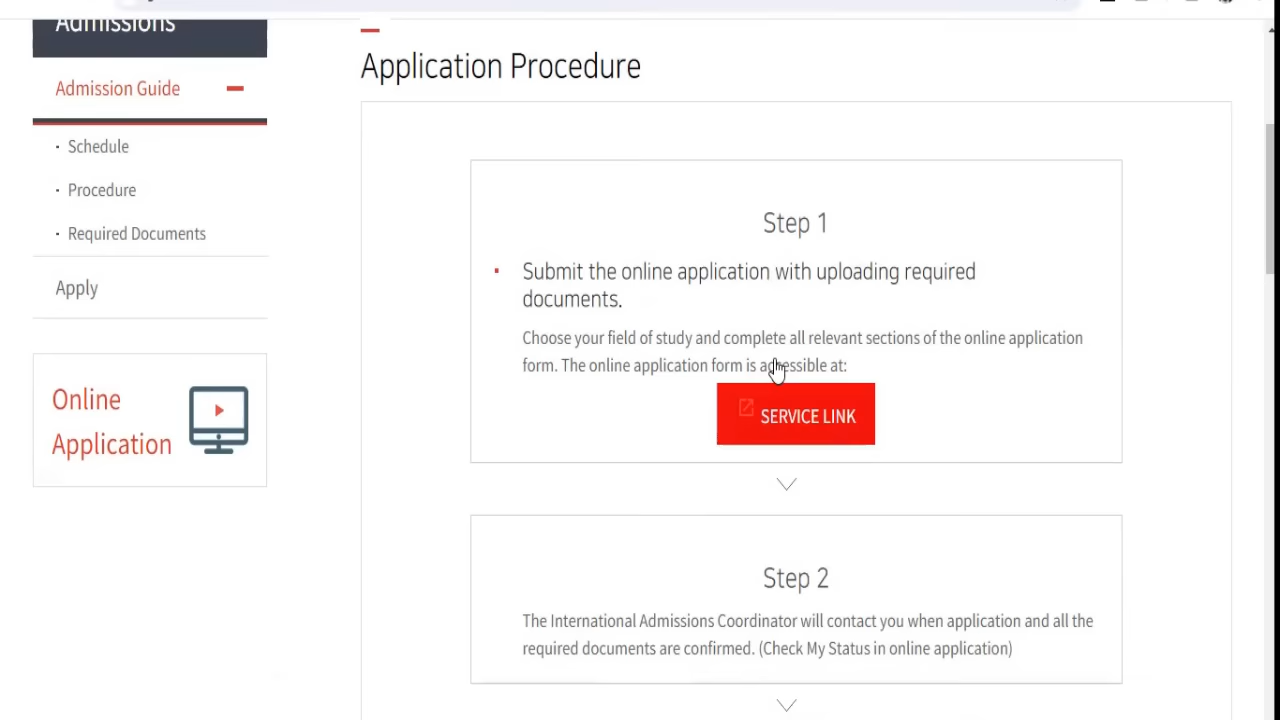 Admissions
Admission Guide
Schedule
Procedure
Required Documents
Apply
Online
Application
Application Procedure
Step 1
Submit the online application with uploading required
documents.
Choose your field of study and complete all relevant sections of the online application
form. The online application form is accessible at:
SERVICE LINK
Step 2
The International Admissions Coordinator will contact you when application and all the
required documents are confirmed. (Check My Status in online application)